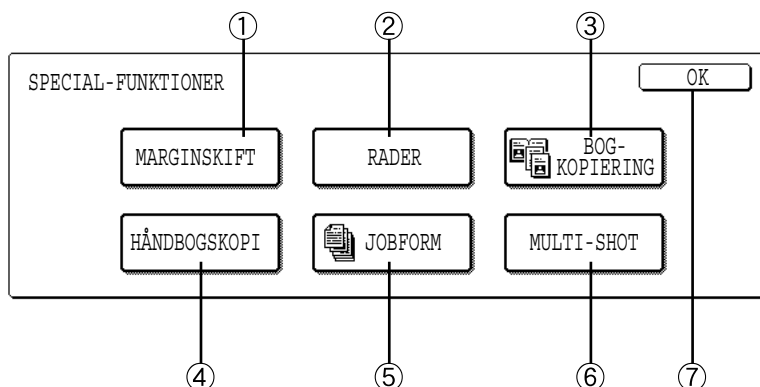 ① ② ③
SPECIAL-FUNKTIONER
OK
MARGINSKIFT
RADER
BOG-
KOPIERING
HÅNDBOGSKOPI
JOBFORM
MULTI-SHOT
④ ⑤ ⑥ ⑦